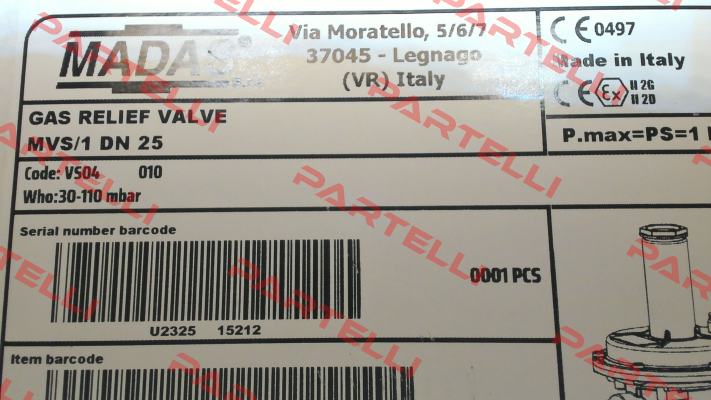 MADAS®
Via Moratello, 5/6/7
37045 - Legnago
(VR) Italy
CE 0497
Made in Italy
CE Ex II 2G
II 2D
GAS RELIEF VALVE
MVS/1 DN 25
P.max=PS=1
Code: VS04 010
Who:30-110 mbar
Serial number barcode
0001 PCS
U2325 15212
Item barcode
PARTELLI